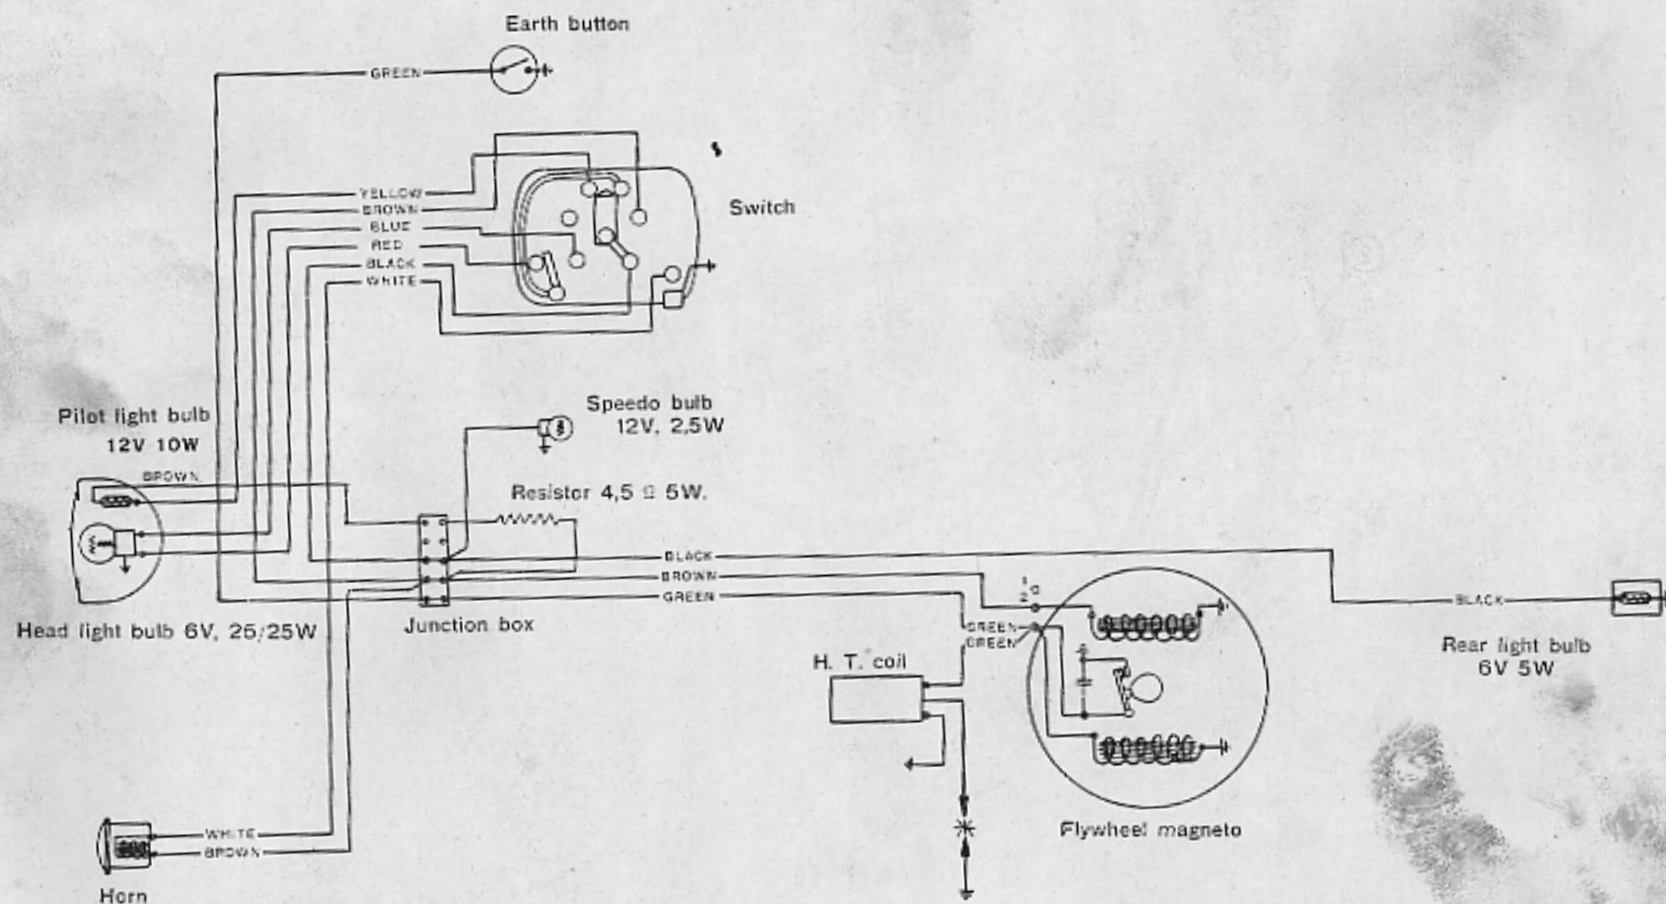 Earth button
GREEN
YELLOW
BROWN
BLUE
RED
BLACK
WHITE
Switch
Pilot light bulb
12V 10W
BROWN
Speedo bulb
12V, 2,5W
Resistor 4,5 Ω 5W.
BLACK
BROWN
GREEN
Junction box
Head light bulb 6V, 25/25W
1
2
GREEN
GREEN
H. T. coil
BLACK
Rear light bulb
6V 5W
Flywheel magneto
WHITE
BROWN
Horn